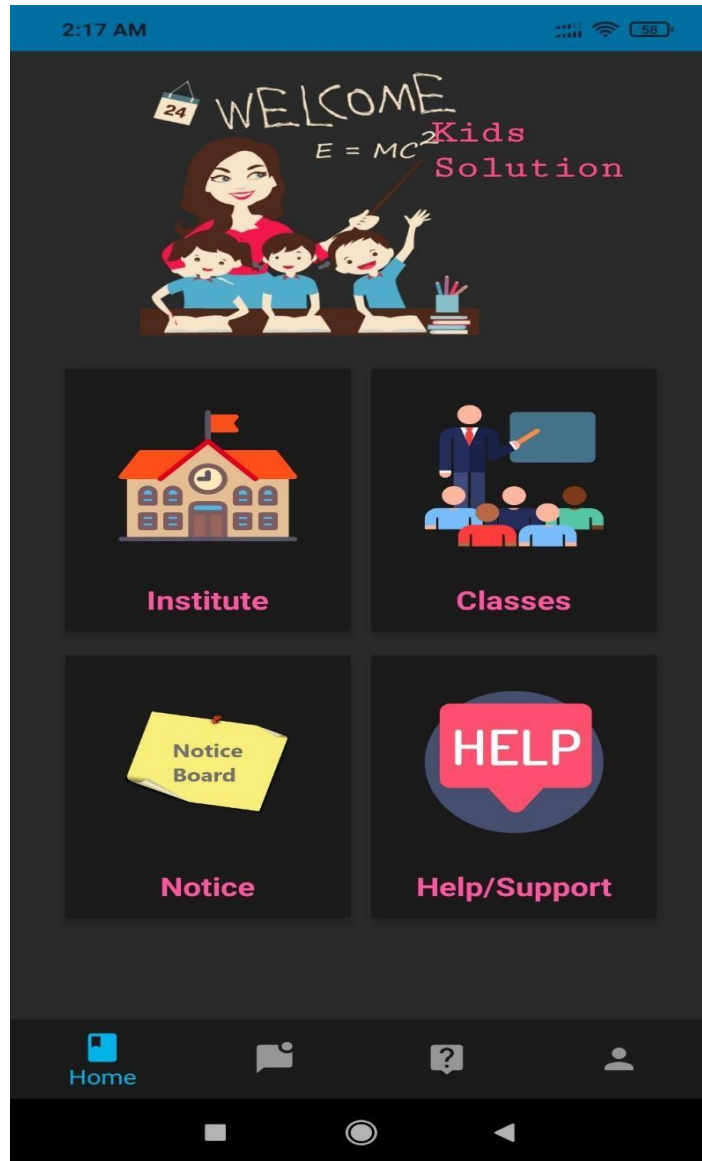 2:17 AM
58
24
WELCOME
E = MC²
Kids
Solution
Institute
Classes
Notice
Board
HELP
Notice
Help/Support
?
Home